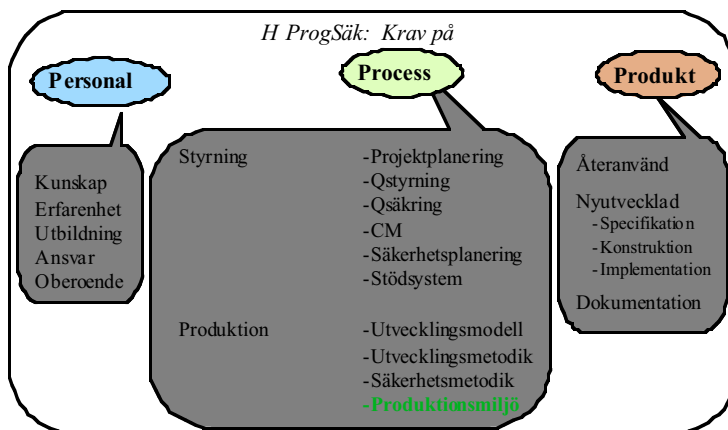 H ProgSäk: Krav på
Personal
Process
Produkt
Kunskap
Erfarenhet
Utbildning
Ansvar
Oberoende
Styrning
-Projektplanering
-Qstyrning
-Qsäkring
-CM
-Säkerhetsplanering
-Stödsystem
Produktion
-Utvecklingsmodell
-Utvecklingsmetodik
-Säkerhetsmetodik
-Produktionsmiljö
Återanvänd
Nyutvecklad
-Specifikation
-Konstruktion
-Implementation
Dokumentation